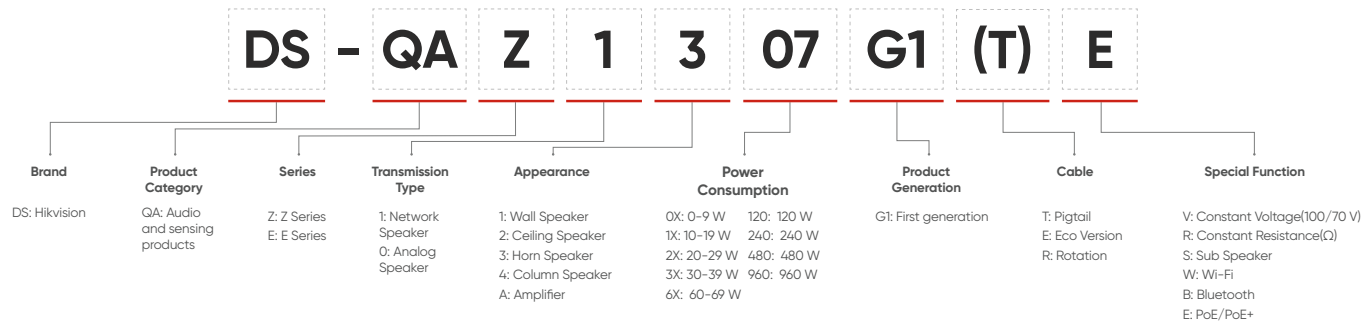 DS - QA Z 1 3 07 G1 (T) E
Brand
DS: Hikvision
Product
Category
QA: Audio
and sensing
products
Series
Z: Z Series
E: E Series
Transmission
Type
1: Network
Speaker
0: Analog
Speaker
Appearance
1: Wall Speaker
2: Ceiling Speaker
3: Horn Speaker
4: Column Speaker
A: Amplifier
Power
Consumption
0X: 0-9 W 120: 120 W
1X: 10-19 W 240: 240 W
2X: 20-29 W 480: 480 W
3X: 30-39 W 960: 960 W
6X: 60-69 W
Product
Generation
G1: First generation
Cable
T: Pigtail
E: Eco Version
R: Rotation
Special Function
V: Constant Voltage(100/70 V)
R: Constant Resistance(Ω)
S: Sub Speaker
W: Wi-Fi
B: Bluetooth
E: PoE/PoE+